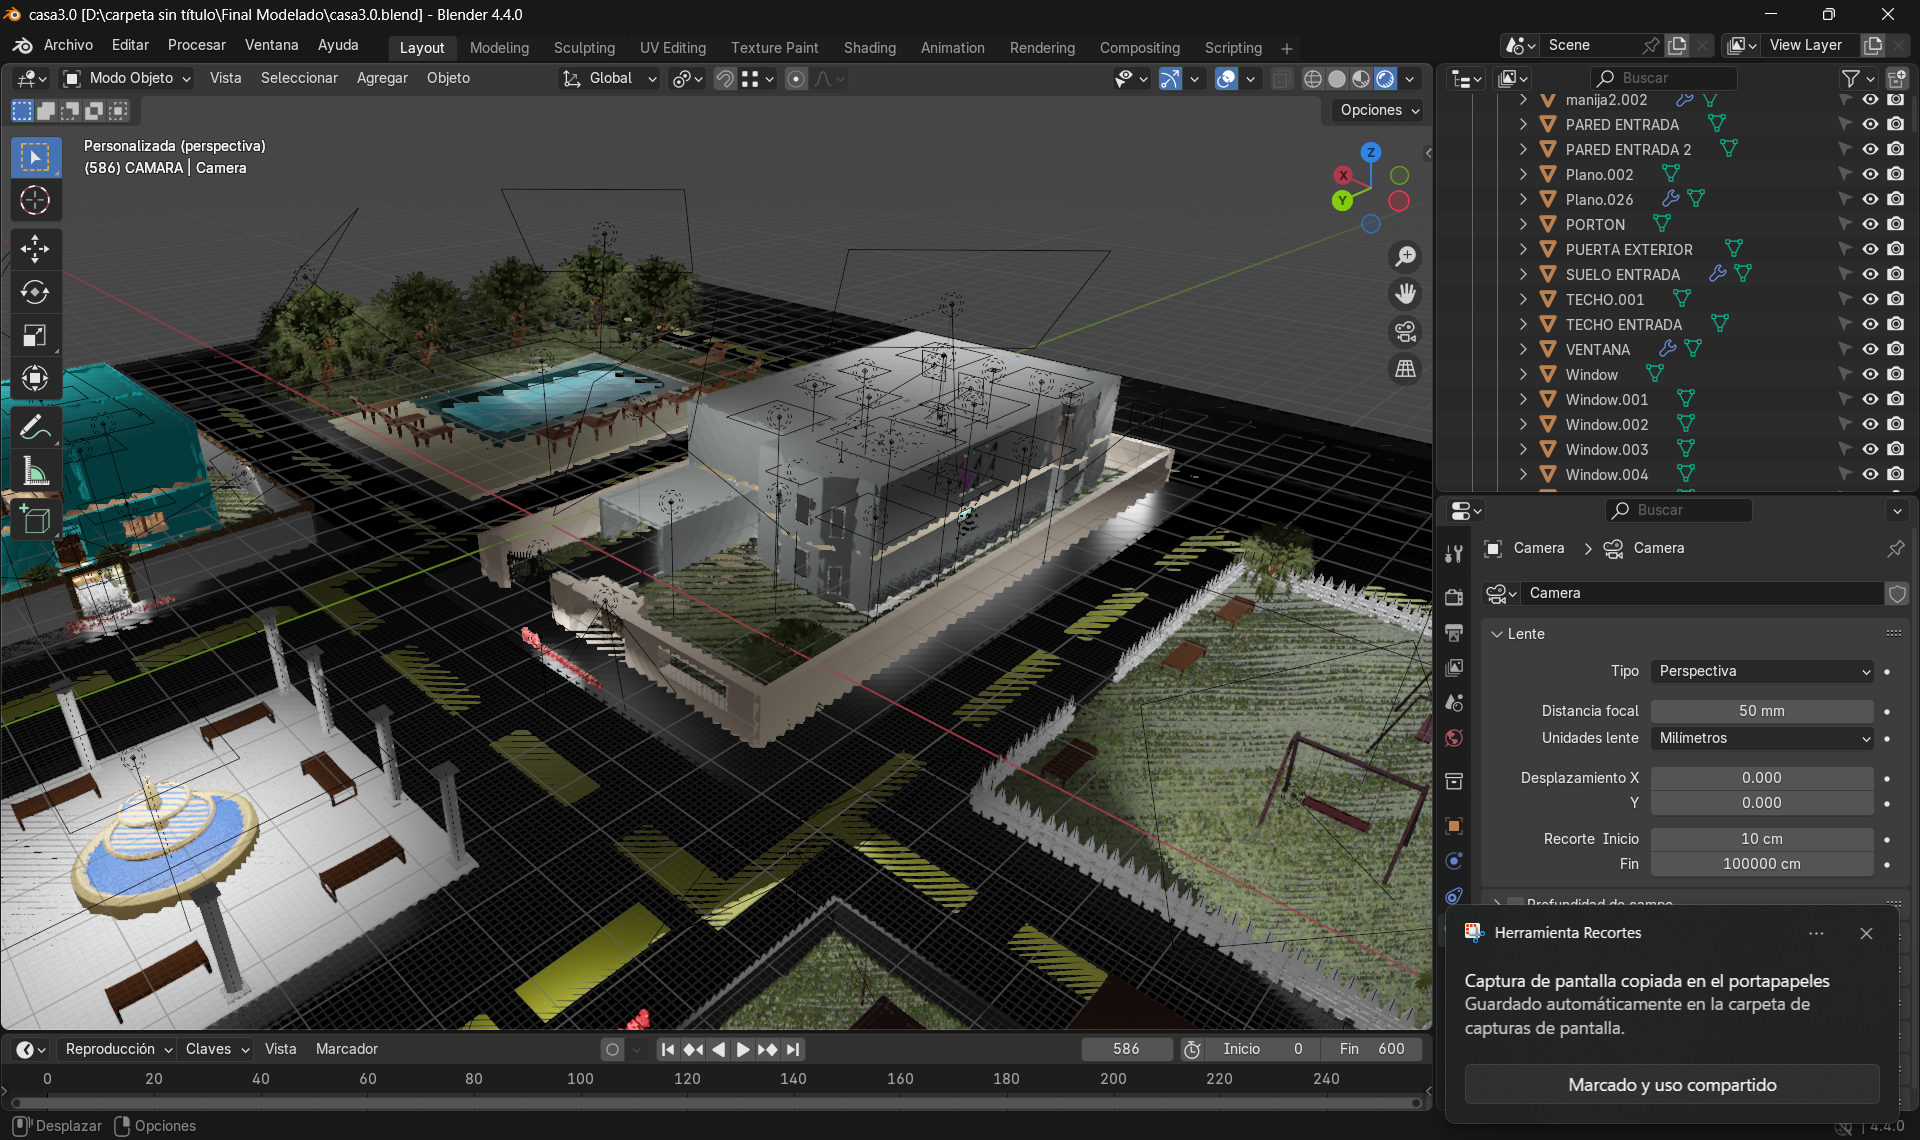 casa3.0 [D:\carpeta sin título\Final Modelado\casa3.0.blend] - Blender 4.4.0
Archivo Editar Procesar Ventana Ayuda
Layout Modeling Sculpting UV Editing Texture Paint Shading Animation Rendering Compositing Scripting +
Scene
View Layer
Modo Objeto Vista Seleccionar Agregar Objeto
Global
Opciones
Personalizada (perspectiva)
(586) CAMARA | Camera
Z
X
Y
Buscar
manija2.002
PARED ENTRADA
PARED ENTRADA 2
Plano.002
Plano.026
PORTON
PUERTA EXTERIOR
SUELO ENTRADA
TECHO.001
TECHO ENTRADA
VENTANA
Window
Window.001
Window.002
Window.003
Window.004
Buscar
Camera > Camera
Camera
Lente
Tipo Perspectiva
Distancia focal 50 mm
Unidades lente Milímetros
Desplazamiento X 0.000
Y 0.000
Recorte Inicio 10 cm
Fin 100000 cm
Profundidad de campo
Herramienta Recortes
Captura de pantalla copiada en el portapapeles
Guardado automáticamente en la carpeta de
capturas de pantalla.
Marcado y uso compartido
Reproducción Claves Vista Marcador
586
Inicio 0
Fin 600
0 20 40 60 80 100 120 140 160 180 200 220 240
Desplazar Opciones
4.4.0